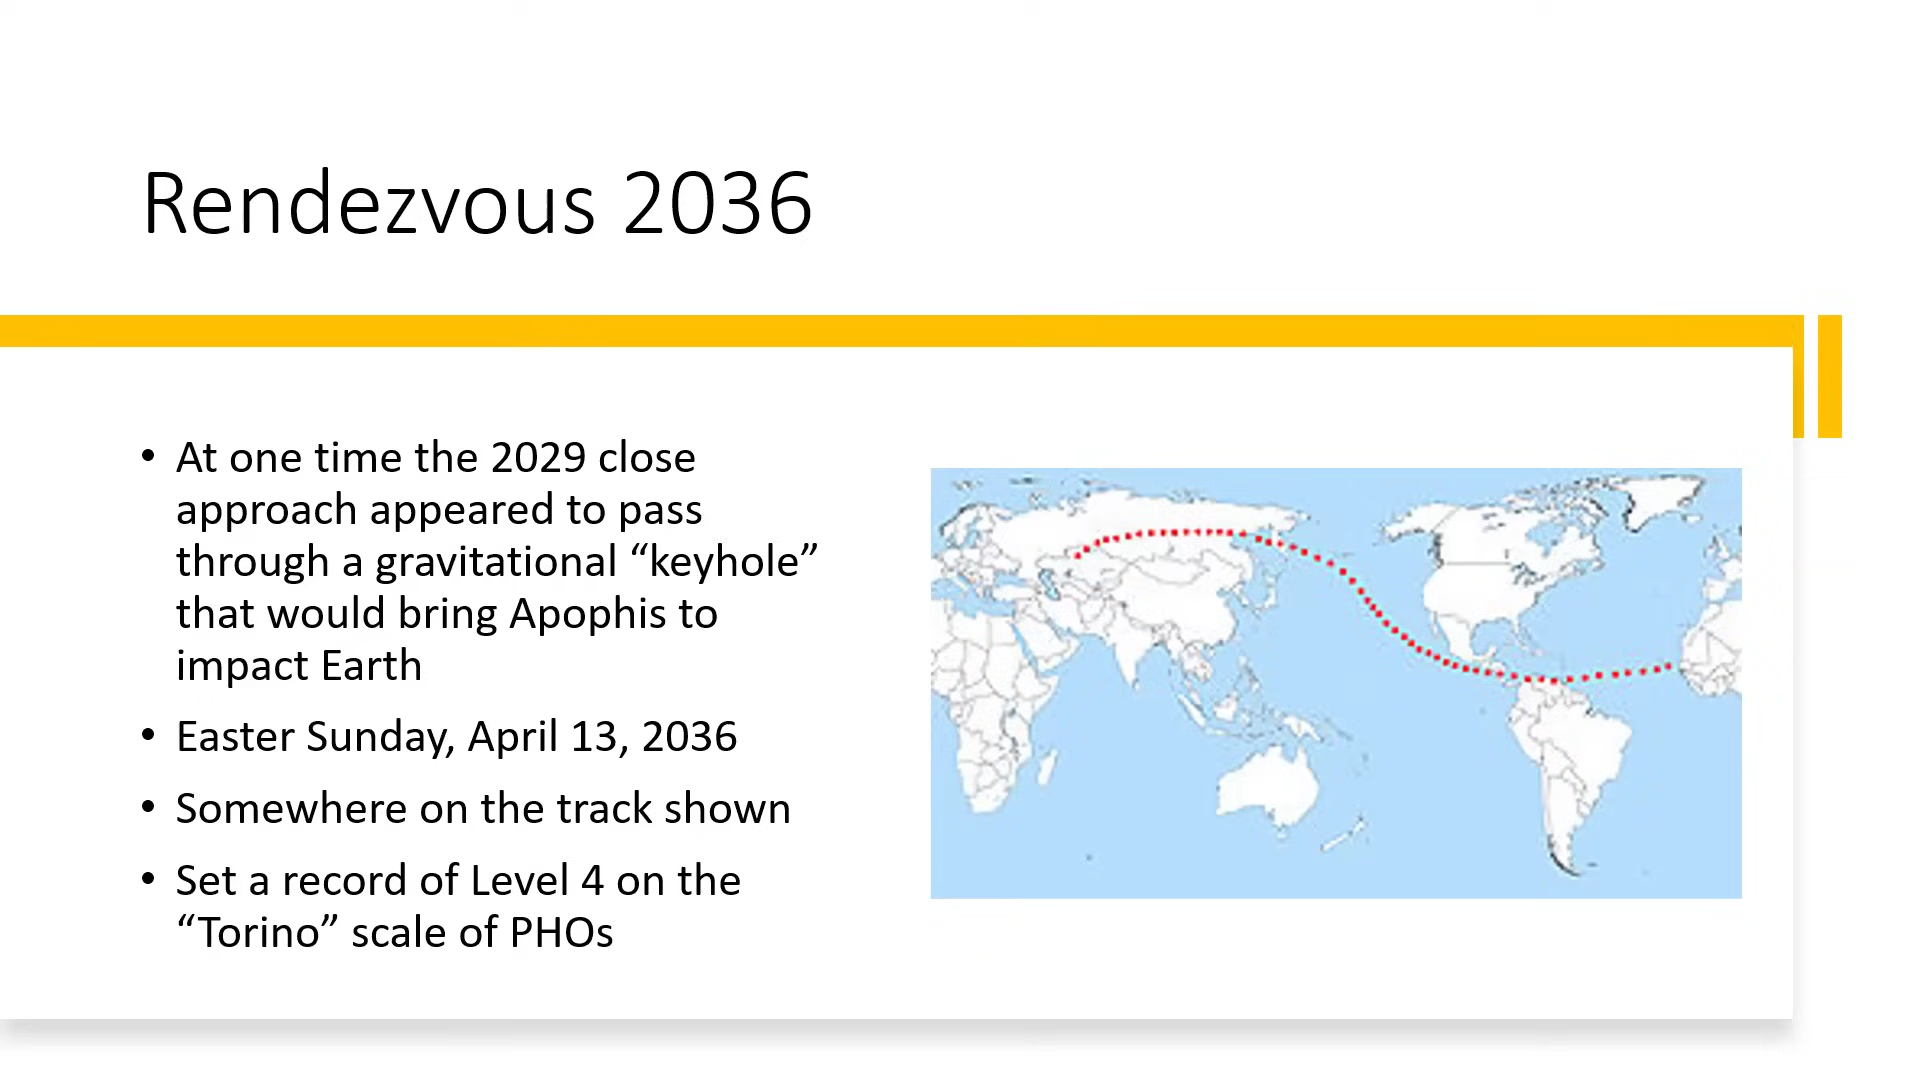 Rendezvous 2036
• At one time the 2029 close
approach appeared to pass
through a gravitational “keyhole”
that would bring Apophis to
impact Earth
• Easter Sunday, April 13, 2036
• Somewhere on the track shown
• Set a record of Level 4 on the
“Torino” scale of PHOs